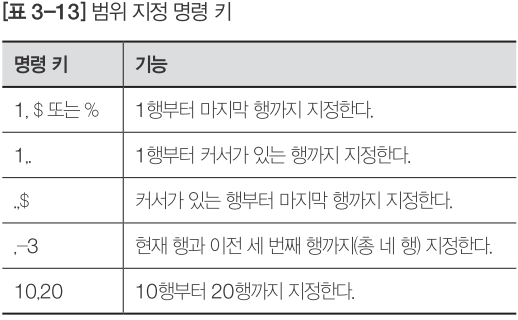 [표 3-13] 범위 지정 명령 키
명령 키 기능
1, $ 또는 % 1행부터 마지막 행까지 지정한다.
1,. 1행부터 커서가 있는 행까지 지정한다.
.,$ 커서가 있는 행부터 마지막 행까지 지정한다.
.,-3 현재 행과 이전 세 번째 행까지(총 네 행) 지정한다.
10,20 10행부터 20행까지 지정한다.